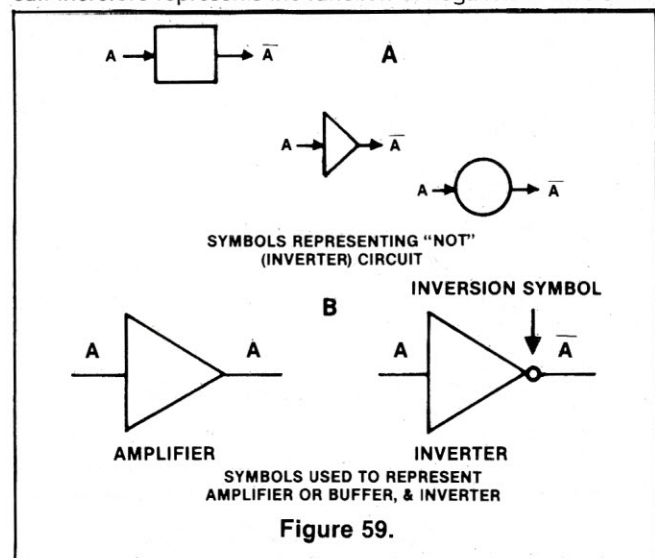 A Ā A
A Ā
A Ā
SYMBOLS REPRESENTING “NOT”
(INVERTER) CIRCUIT
B
INVERSION SYMBOL
A A A Ā
AMPLIFIER INVERTER
SYMBOLS USED TO REPRESENT
AMPLIFIER OR BUFFER, & INVERTER
Figure 59.